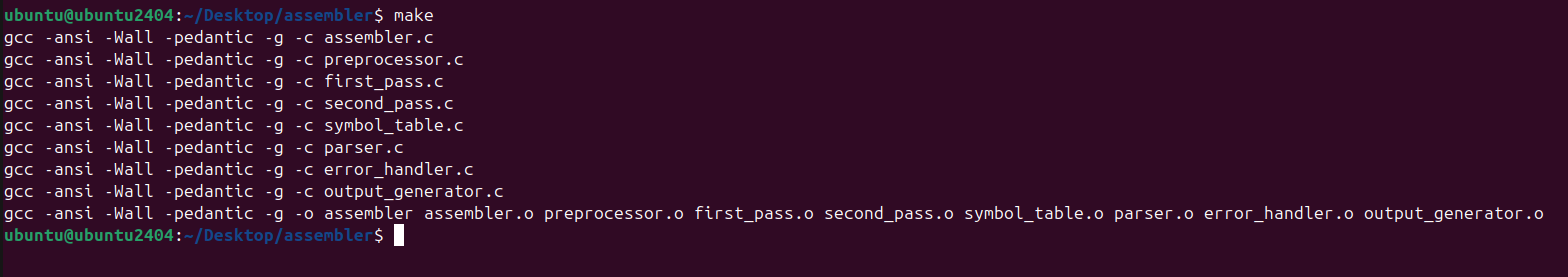 ubuntu@ubuntu2404:~/Desktop/assembler$ make
gcc -ansi -Wall -pedantic -g -c assembler.c
gcc -ansi -Wall -pedantic -g -c preprocessor.c
gcc -ansi -Wall -pedantic -g -c first_pass.c
gcc -ansi -Wall -pedantic -g -c second_pass.c
gcc -ansi -Wall -pedantic -g -c symbol_table.c
gcc -ansi -Wall -pedantic -g -c parser.c
gcc -ansi -Wall -pedantic -g -c error_handler.c
gcc -ansi -Wall -pedantic -g -c output_generator.c
gcc -ansi -Wall -pedantic -g -o assembler assembler.o preprocessor.o first_pass.o second_pass.o symbol_table.o parser.o error_handler.o output_generator.o
ubuntu@ubuntu2404:~/Desktop/assembler$